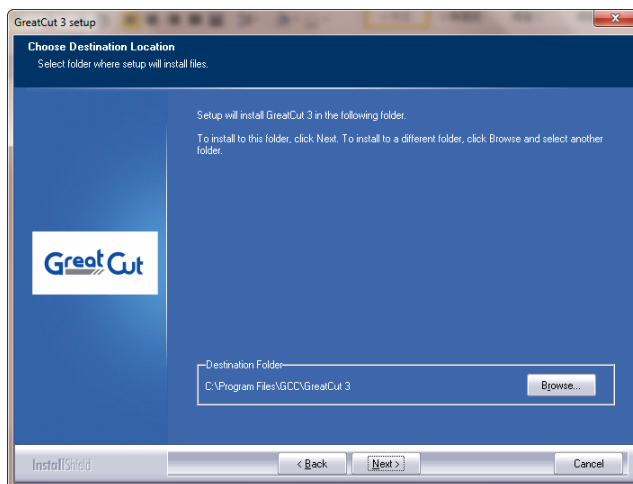 GreatCut 3 setup
Choose Destination Location
Select folder where setup will install files.
Setup will install GreatCut 3 in the following folder.
To install to this folder, click Next. To install to a different folder, click Browse and select another
folder.
Great Cut
Destination Folder
C:\Program Files\GCC\GreatCut 3
Browse...
InstallShield
< Back
Next >
Cancel